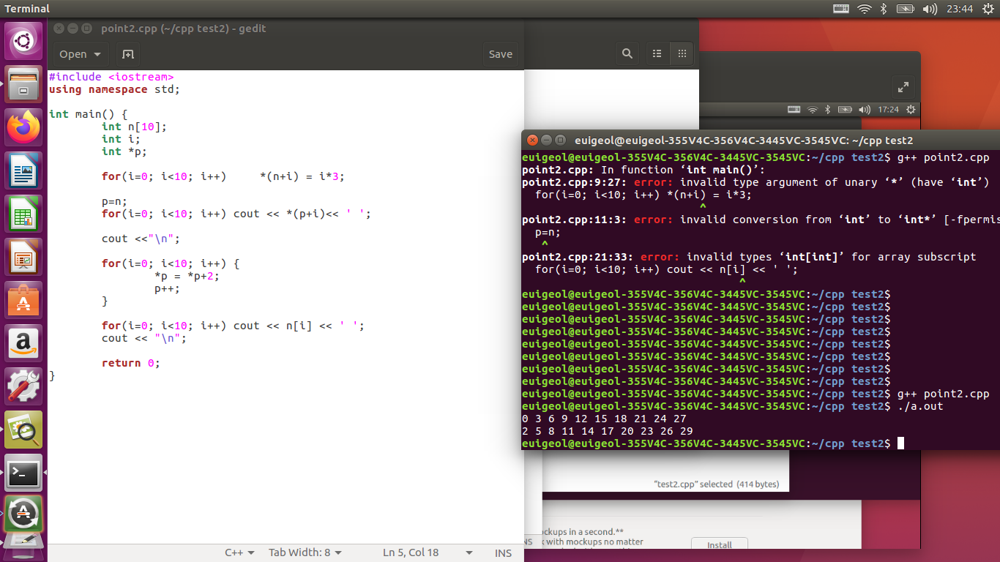 Terminal
23:44
point2.cpp (~/cpp test2) - gedit
Open
Save
#include <iostream>
using namespace std;
int main() {
int n[10];
int i;
int *p;
for(i=0; i<10; i++) *(n+i) = i*3;
p=n;
for(i=0; i<10; i++) cout << *(p+i)<< ' ';
cout <<"\n";
for(i=0; i<10; i++) {
*p = *p+2;
p++;
}
for(i=0; i<10; i++) cout << n[i] << ' ';
cout << "\n";
return 0;
}
C++
Tab Width: 8
Ln 5, Col 18
INS
17:24
euigeol@euigeol-355V4C-356V4C-3445VC-3545VC: ~/cpp test2
euigeol@euigeol-355V4C-356V4C-3445VC-3545VC:~/cpp test2$ g++ point2.cpp
point2.cpp: In function ‘int main()’:
point2.cpp:9:27: error: invalid type argument of unary ‘*’ (have ‘int’)
for(i=0; i<10; i++) *(n+i) = i*3;
^
point2.cpp:11:3: error: invalid conversion from ‘int’ to ‘int*’ [-fpermis
p=n;
^
point2.cpp:21:33: error: invalid types ‘int[int]’ for array subscript
for(i=0; i<10; i++) cout << n[i] << ' ';
^
euigeol@euigeol-355V4C-356V4C-3445VC-3545VC:~/cpp test2$
euigeol@euigeol-355V4C-356V4C-3445VC-3545VC:~/cpp test2$
euigeol@euigeol-355V4C-356V4C-3445VC-3545VC:~/cpp test2$
euigeol@euigeol-355V4C-356V4C-3445VC-3545VC:~/cpp test2$
euigeol@euigeol-355V4C-356V4C-3445VC-3545VC:~/cpp test2$
euigeol@euigeol-355V4C-356V4C-3445VC-3545VC:~/cpp test2$
euigeol@euigeol-355V4C-356V4C-3445VC-3545VC:~/cpp test2$
euigeol@euigeol-355V4C-356V4C-3445VC-3545VC:~/cpp test2$
euigeol@euigeol-355V4C-356V4C-3445VC-3545VC:~/cpp test2$ g++ point2.cpp
euigeol@euigeol-355V4C-356V4C-3445VC-3545VC:~/cpp test2$ ./a.out
0 3 6 9 12 15 18 21 24 27
2 5 8 11 14 17 20 23 26 29
euigeol@euigeol-355V4C-356V4C-3445VC-3545VC:~/cpp test2$
“test2.cpp” selected (414 bytes)
ockups in a second.**
NS
x with mockups no matter
Install